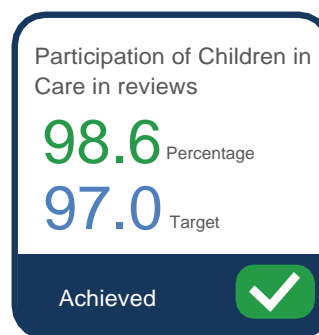 Participation of Children in
Care in reviews
98.6 Percentage
97.0 Target
Achieved